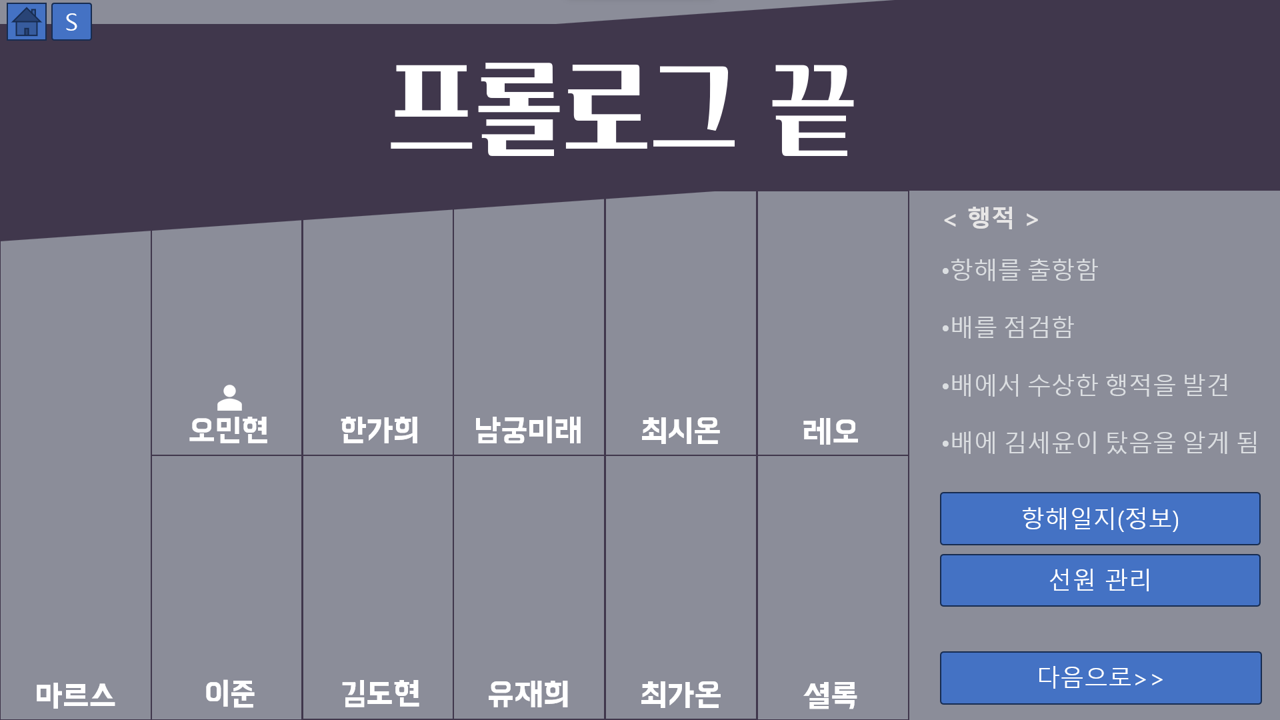 S
프롤로그 끝
< 행적 >
•항해를 출항함
•배를 점검함
•배에서 수상한 행적을 발견
•배에 김세윤이 탔음을 알게 됨
오민현
한가희
남궁미래
최시온
레오
마르스
이준
김도현
유재희
최가온
셜록
항해일지(정보)
선원 관리
다음으로>>